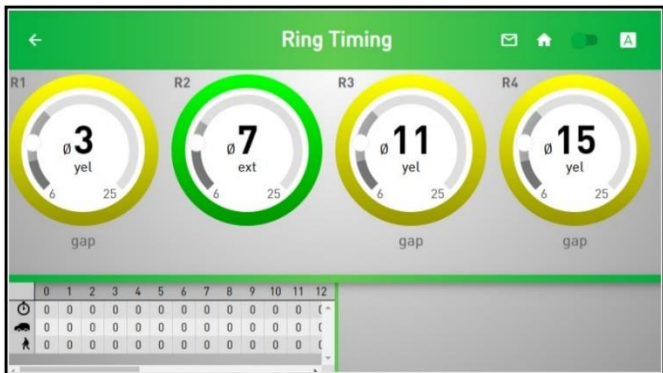 Ring Timing
A
R1 R2 R3 R4
ø3 ø7 ø11 ø15
yel ext yel yel
6 25 6 25 6 25 6 25
gap gap gap
0 1 2 3 4 5 6 7 8 9 10 11 12
0 0 0 0 0 0 0 0 0 0 0 0
0 0 0 0 0 0 0 0 0 0 0 0
0 0 0 0 0 0 0 0 0 0 0 0